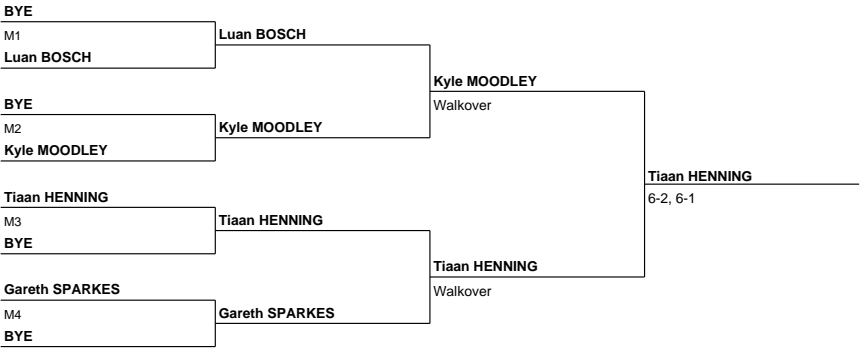 BYE
M1
Luan BOSCH
Luan BOSCH
BYE
M2
Kyle MOODLEY
Kyle MOODLEY
Kyle MOODLEY
Walkover
Tiaan HENNING
M3
BYE
Tiaan HENNING
Gareth SPARKES
M4
BYE
Gareth SPARKES
Tiaan HENNING
Walkover
Tiaan HENNING
6-2, 6-1